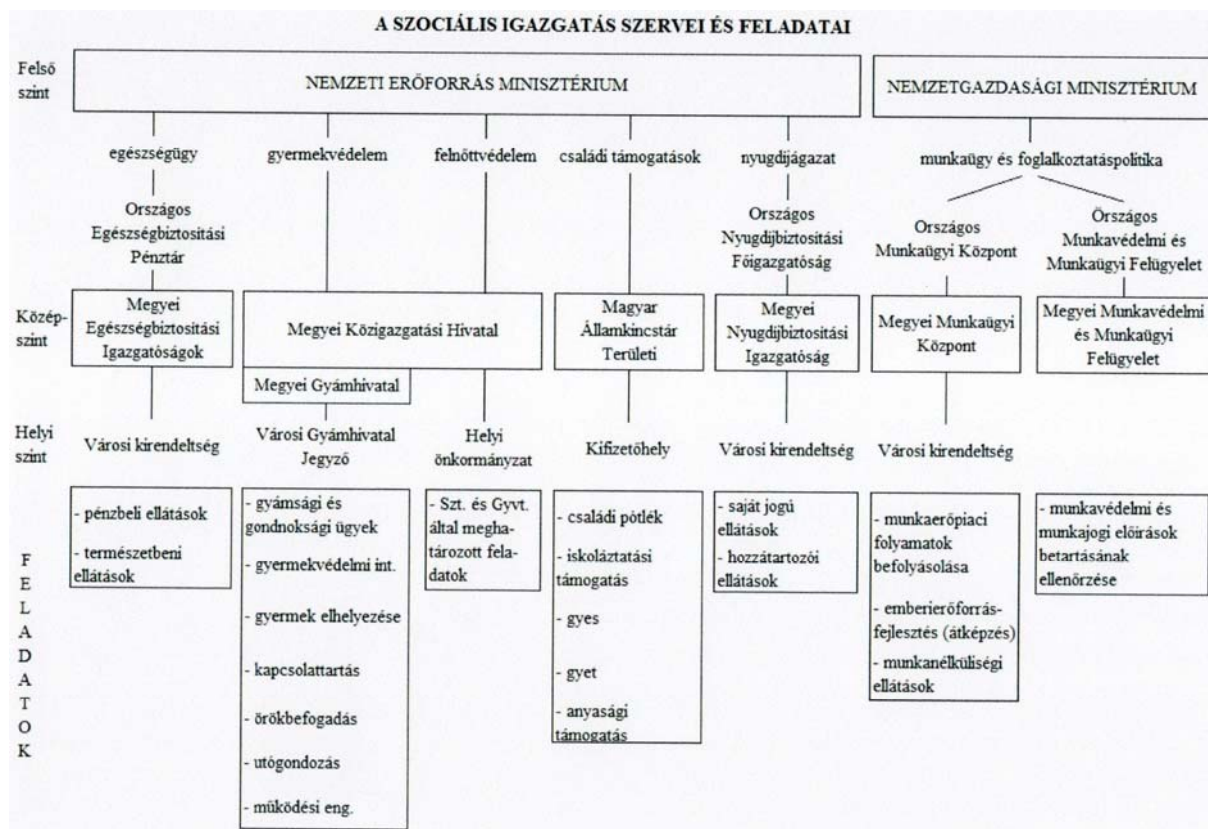 A SZOCIÁLIS IGAZGATÁS SZERVEI ÉS FELADATAI
Felső
szint
NEMZETI ERŐFORRÁS MINISZTÉRIUM
NEMZETGAZDASÁGI MINISZTÉRIUM
egészségügy
gyermekvédelem
felnőttvédelem
családi támogatások
nyugdíjágazat
munkaügy és foglalkoztatáspolitika
Országos
Egészségbiztosítási
Pénztár
Országos
Nyugdíjbiztosítási
Főigazgatóság
Országos
Munkaügyi Központ
Országos
Munkavédelmi és
Munkaügyi Felügyelet
Közép-
szint
Megyei
Egészségbiztosítási
Igazgatóságok
Megyei Közigazgatási Hivatal
Megyei Gyámhivatal
Magyar
Államkincstár
Területi
Megyei
Nyugdíjbiztosítási
Igazgatóság
Megyei Munkaügyi
Központ
Megyei Munkavédelmi
és Munkaügyi
Felügyelet
Helyi
szint
Városi kirendeltség
Városi Gyámhivatal
Jegyző
Helyi
önkormányzat
Kifizetőhely
Városi kirendeltség
Városi kirendeltség
FELADATOK
- pénzbeli ellátások
- természetbeni
ellátások
- gyámsági és
gondnoksági ügyek
- gyermekvédelmi int.
- gyermek elhelyezése
- kapcsolattartás
- örökbefogadás
- utógondozás
- működési eng.
- Szt. és Gyvt.
által megha-
tározott fela-
datok
- családi pótlék
- iskoláztatási
támogatás
- gyes
- gyet
- anyasági
támogatás
- saját jogú
ellátások
- hozzátartozói
ellátások
- munkaerőpiaci
folyamatok
befolyásolása
- emberierőforrás-
fejlesztés (átképzés)
- munkanélküliségi
ellátások
- munkavédelmi és
munkajogi előírások
betartásának
ellenőrzése